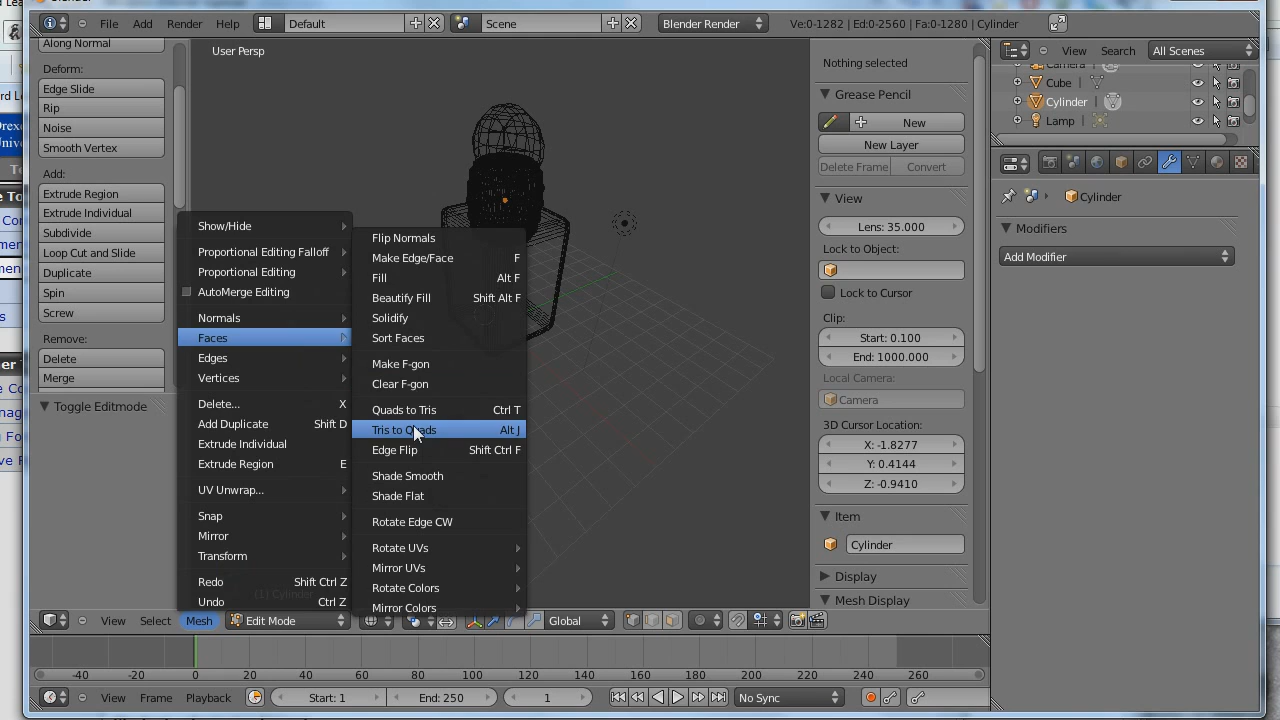 File Add Render Help Default Scene Blender Render Ve:0-1282 | Ed:0-2560 | Fa:0-1280 | Cylinder
Along Normal
Deform:
Edge Slide
Rip
Noise
Smooth Vertex
Add:
Extrude Region
Extrude Individual
Subdivide
Loop Cut and Slide
Duplicate
Spin
Screw
Remove:
Delete
Merge
Toggle Editmode
User Persp
Show/Hide
Proportional Editing Falloff
Proportional Editing
AutoMerge Editing
Normals
Faces
Edges
Vertices
Delete... X
Add Duplicate Shift D
Extrude Individual
Extrude Region E
UV Unwrap...
Snap
Mirror
Transform
Redo Shift Ctrl Z
Undo Ctrl Z
Flip Normals
Make Edge/Face F
Fill Alt F
Beautify Fill Shift Alt F
Solidify
Sort Faces
Make F-gon
Clear F-gon
Quads to Tris Ctrl T
Tris to Quads Alt J
Edge Flip Shift Ctrl F
Shade Smooth
Shade Flat
Rotate Edge CW
Rotate UVs
Mirror UVs
Rotate Colors
Mirror Colors
(1) Cylinder
View Select Mesh Edit Mode Global
Nothing selected
Grease Pencil
New
New Layer
Delete Frame Convert
View
Lens: 35.000
Lock to Object:
Lock to Cursor
Clip:
Start: 0.100
End: 1000.000
Local Camera:
Camera
3D Cursor Location:
X: -1.8277
Y: 0.4144
Z: -0.9410
Item
Cylinder
Display
Mesh Display
View Search All Scenes
Camera
Cube
Cylinder
Lamp
Cylinder
Modifiers
Add Modifier
-40 -20 0 20 40 60 80 100 120 140 160 180 200 220 240 260
View Frame Playback Start: 1 End: 250 1 No Sync